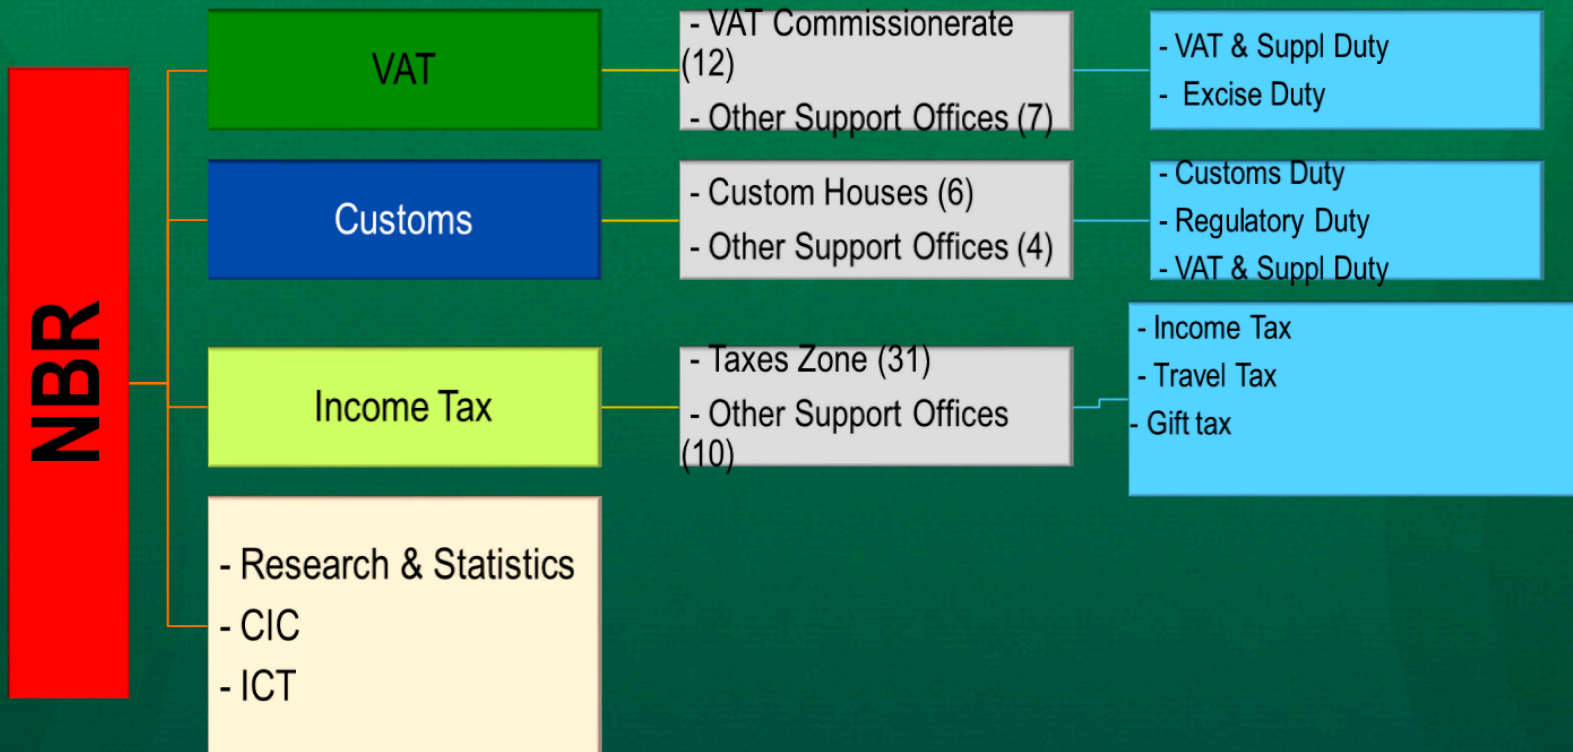 NBR
VAT
- VAT Commissionerate
(12)
- Other Support Offices (7)
- VAT & Suppl Duty
- Excise Duty
Customs
- Custom Houses (6)
- Other Support Offices (4)
- Customs Duty
- Regulatory Duty
- VAT & Suppl Duty
Income Tax
- Taxes Zone (31)
- Other Support Offices
(10)
- Income Tax
- Travel Tax
- Gift tax
- Research & Statistics
- CIC
- ICT